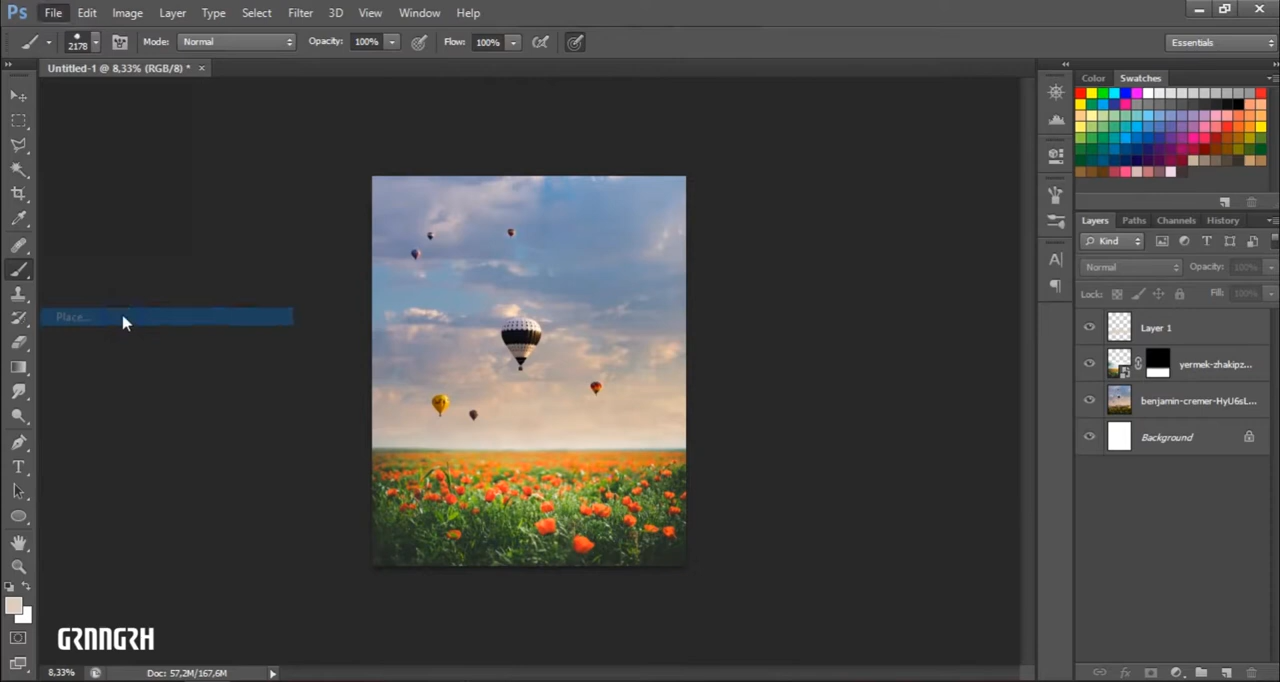 Ps File Edit Image Layer Type Select Filter 3D View Window Help
2178 Mode: Normal Opacity: 100% Flow: 100% Essentials
Untitled-1 @ 8,33% (RGB/8) * ×
Color Swatches
Layers Paths Channels History
Kind
Normal Opacity: 100%
Lock: Fill: 100%
Place...
Layer 1
yermek-zhakipz...
benjamin-cremer-HyU6sL...
Background
GRNNGRH
8,33% Doc: 57,2M/167,6M